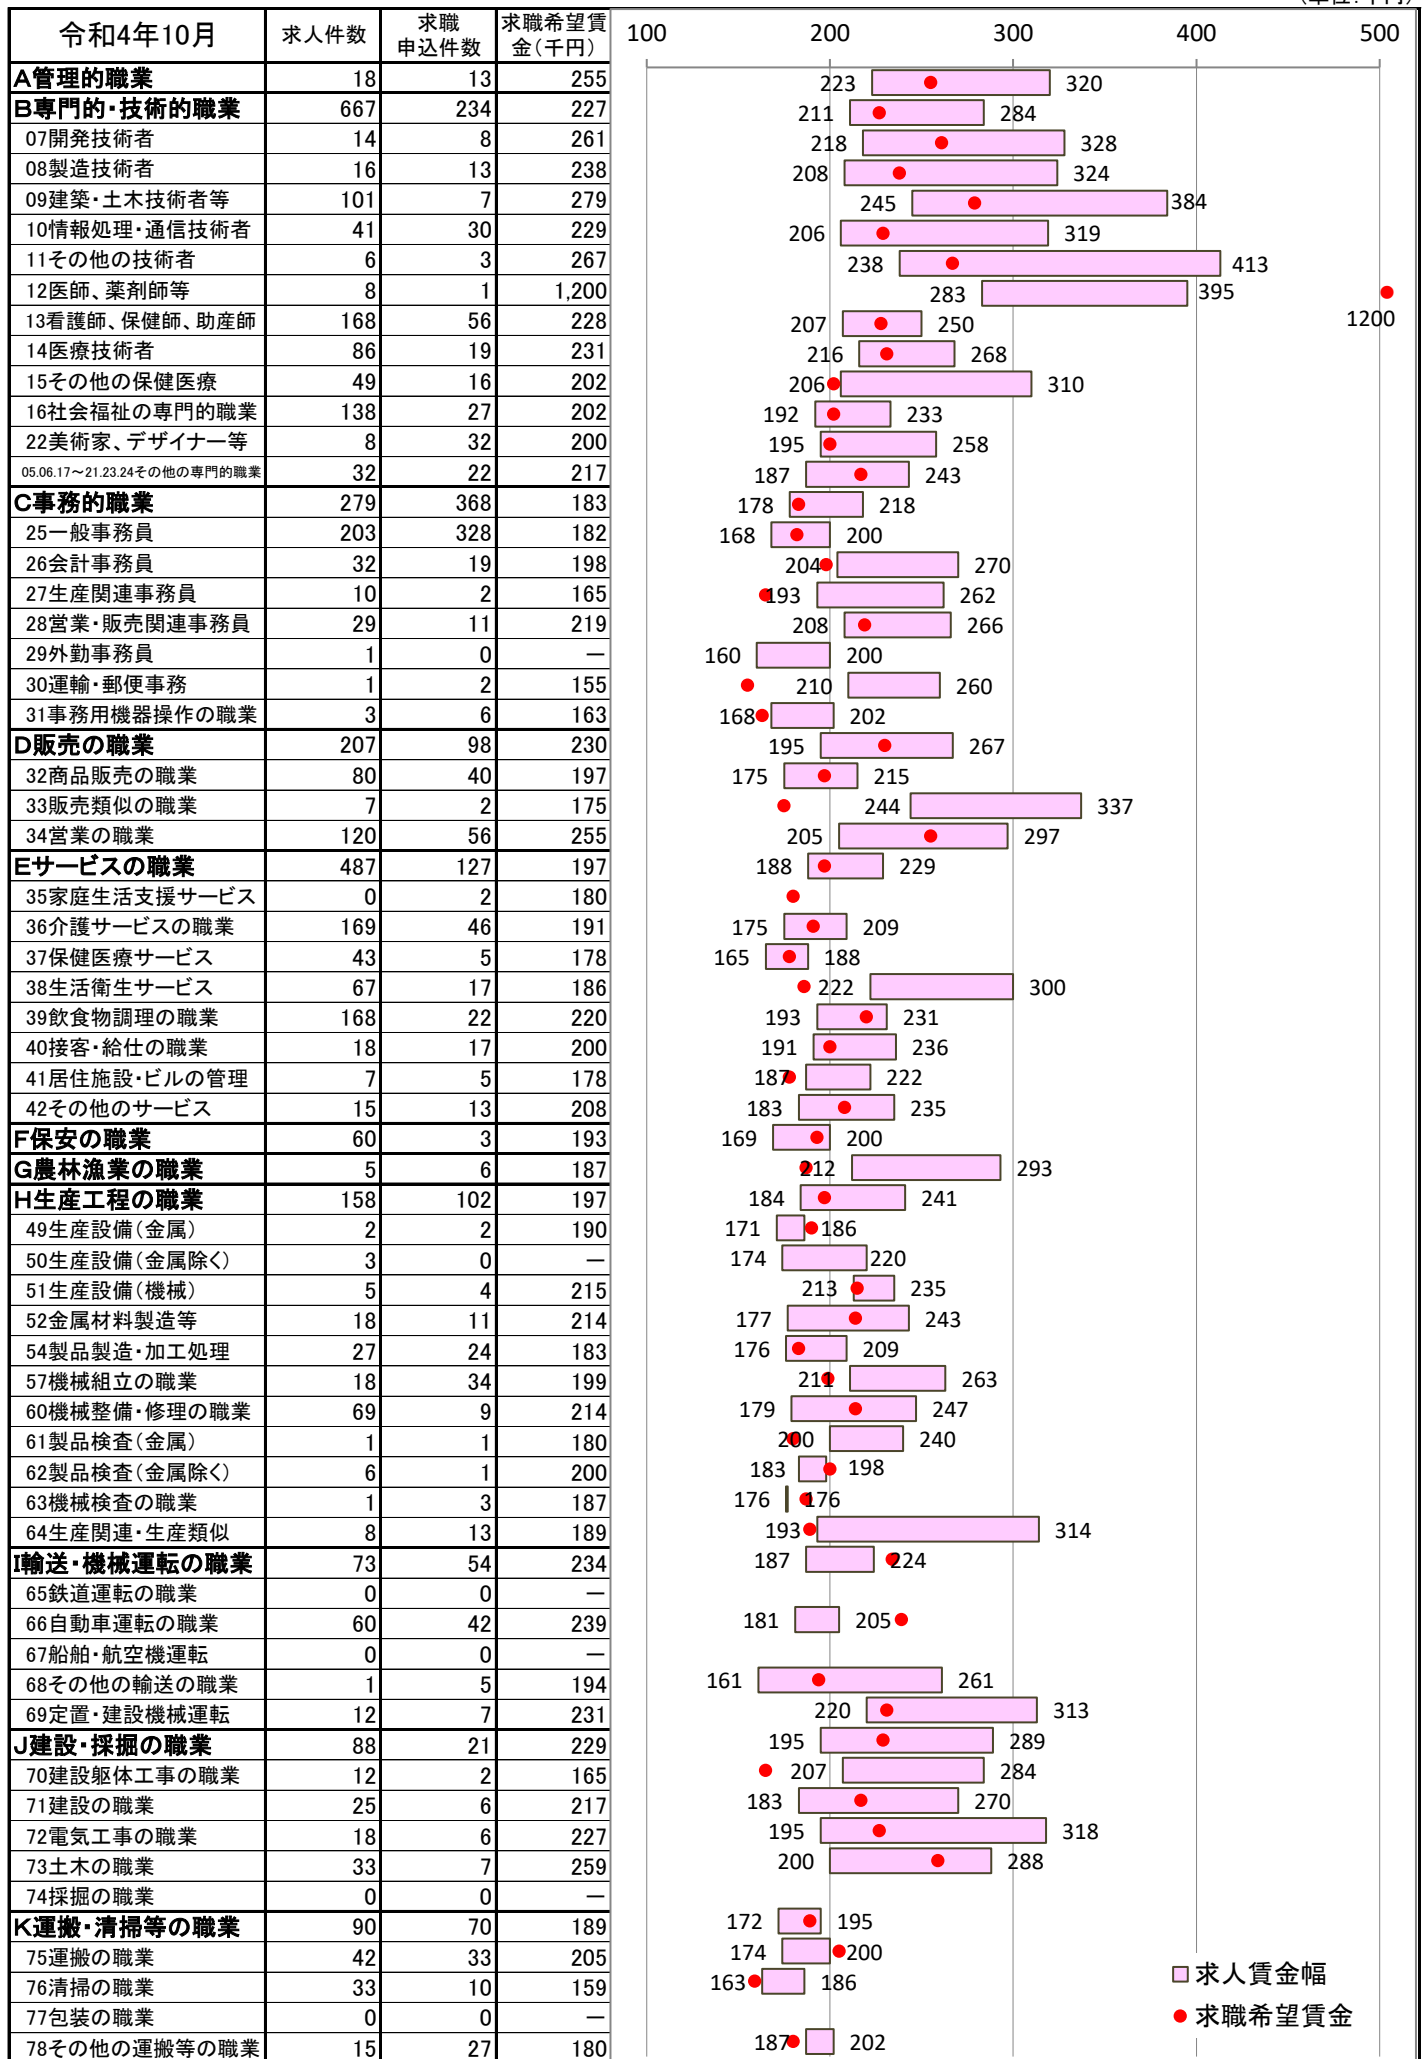 (単位:千円)
令和4年10月 求人件数 求職申込件数 求職希望賃金(千円) 100 200 300 400 500
A管理的職業 18 13 255 223 320
B専門的・技術的職業 667 234 227 211 284
07開発技術者 14 8 261 218 328
08製造技術者 16 13 238 208 324
09建築・土木技術者等 101 7 279 245 384
10情報処理・通信技術者 41 30 229 206 319
11その他の技術者 6 3 267 238 413
12医師、薬剤師等 8 1 1,200 283 395 1200
13看護師、保健師、助産師 168 56 228 207 250
14医療技術者 86 19 231 216 268
15その他の保健医療 49 16 202 206 310
16社会福祉の専門的職業 138 27 202 192 233
22美術家、デザイナー等 8 32 200 195 258
05.06.17~21.23.24その他の専門的職業 32 22 217 187 243
C事務的職業 279 368 183 178 218
25一般事務員 203 328 182 168 200
26会計事務員 32 19 198 204 270
27生産関連事務員 10 2 165 193 262
28営業・販売関連事務員 29 11 219 208 266
29外勤事務員 1 0 ー 160 200
30運輸・郵便事務 1 2 155 210 260
31事務用機器操作の職業 3 6 163 168 202
D販売の職業 207 98 230 195 267
32商品販売の職業 80 40 197 175 215
33販売類似の職業 7 2 175 244 337
34営業の職業 120 56 255 205 297
Eサービスの職業 487 127 197 188 229
35家庭生活支援サービス 0 2 180
36介護サービスの職業 169 46 191 175 209
37保健医療サービス 43 5 178 165 188
38生活衛生サービス 67 17 186 222 300
39飲食物調理の職業 168 22 220 193 231
40接客・給仕の職業 18 17 200 191 236
41居住施設・ビルの管理 7 5 178 187 222
42その他のサービス 15 13 208 183 235
F保安の職業 60 3 193 169 200
G農林漁業の職業 5 6 187 212 293
H生産工程の職業 158 102 197 184 241
49生産設備(金属) 2 2 190 171 186
50生産設備(金属除く) 3 0 ー 174 220
51生産設備(機械) 5 4 215 213 235
52金属材料製造等 18 11 214 177 243
54製品製造・加工処理 27 24 183 176 209
57機械組立の職業 18 34 199 211 263
60機械整備・修理の職業 69 9 214 179 247
61製品検査(金属) 1 1 180 200 240
62製品検査(金属除く) 6 1 200 183 198
63機械検査の職業 1 3 187 176 176
64生産関連・生産類似 8 13 189 193 314
I輸送・機械運転の職業 73 54 234 187 224
65鉄道運転の職業 0 0 ー
66自動車運転の職業 60 42 239 181 205
67船舶・航空機運転 0 0 ー
68その他の輸送の職業 1 5 194 161 261
69定置・建設機械運転 12 7 231 220 313
J建設・採掘の職業 88 21 229 195 289
70建設躯体工事の職業 12 2 165 207 284
71建設の職業 25 6 217 183 270
72電気工事の職業 18 6 227 195 318
73土木の職業 33 7 259 200 288
74採掘の職業 0 0 ー
K運搬・清掃等の職業 90 70 189 172 195
75運搬の職業 42 33 205 174 200
76清掃の職業 33 10 159 163 186
77包装の職業 0 0 ー
78その他の運搬等の職業 15 27 180 187 202
求人賃金幅
求職希望賃金